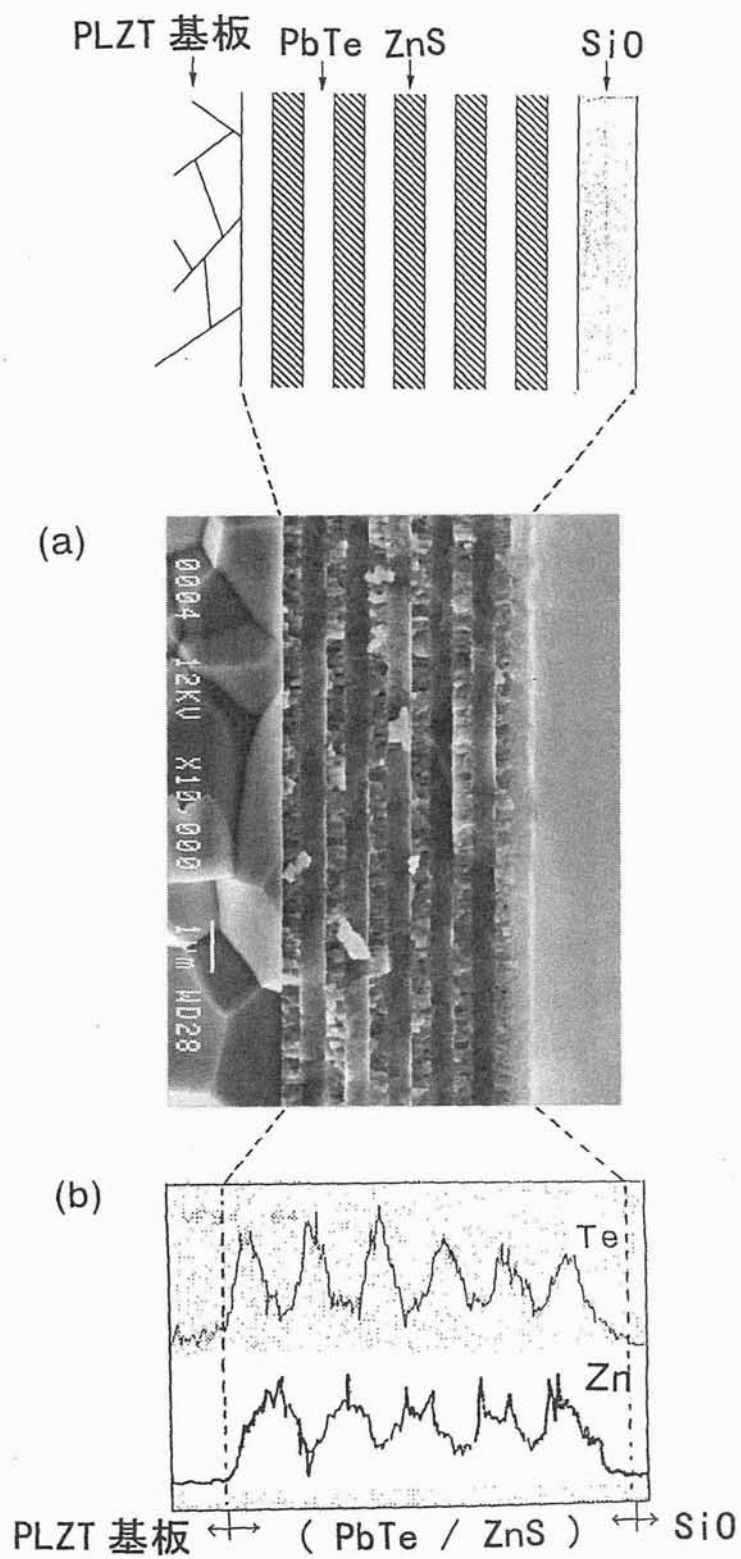 PLZT 基板 PbTe ZnS SiO
(a)
0004 12KV X10,000 1μm WD28
(b)
Te
Zn
PLZT 基板 (PbTe / ZnS) SiO